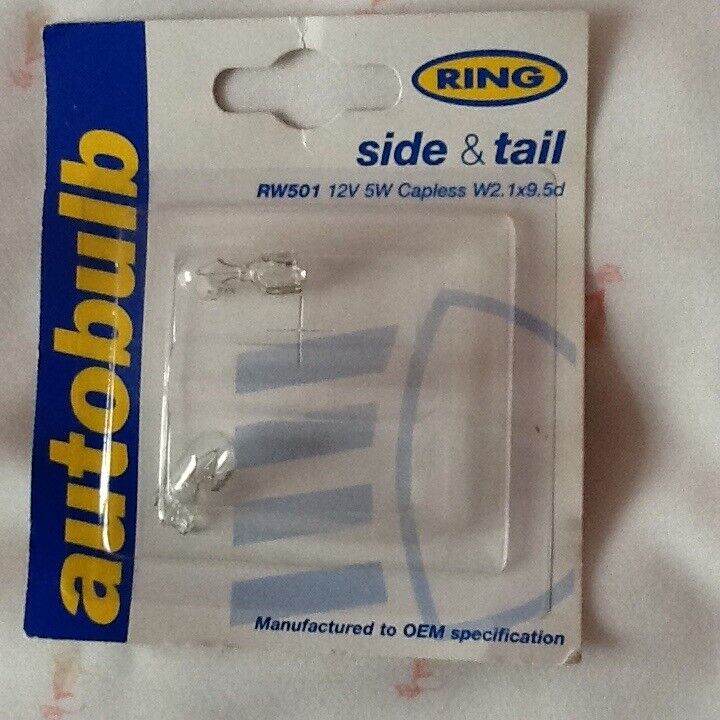 RING
side & tail
RW501 12V 5W Capless W2.1x9.5d
autobulb
Manufactured to OEM specification